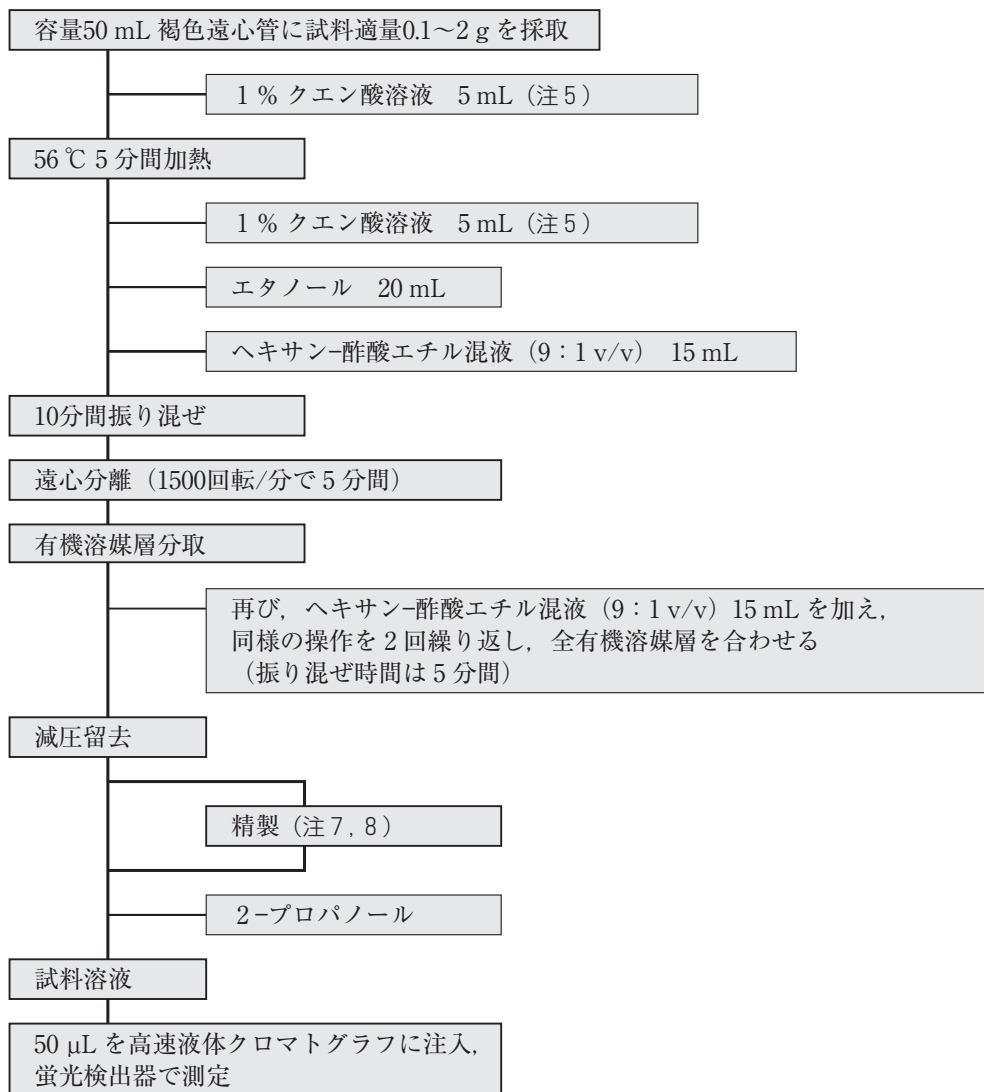 容量50 mL 褐色遠心管に試料適量0.1～2 g を採取
1 % クエン酸溶液　5 mL（注5）
56 ℃ 5 分間加熱
1 % クエン酸溶液　5 mL（注5）
エタノール　20 mL
ヘキサン−酢酸エチル混液（9：1 v/v）　15 mL
10分間振り混ぜ
遠心分離（1500回転/分で 5 分間）
有機溶媒層分取
再び，ヘキサン−酢酸エチル混液（9：1 v/v）15 mL を加え，
同様の操作を 2 回繰り返し，全有機溶媒層を合わせる
（振り混ぜ時間は 5 分間）
減圧留去
精製（注7，8）
2−プロパノール
試料溶液
50 μL を高速液体クロマトグラフに注入，
蛍光検出器で測定